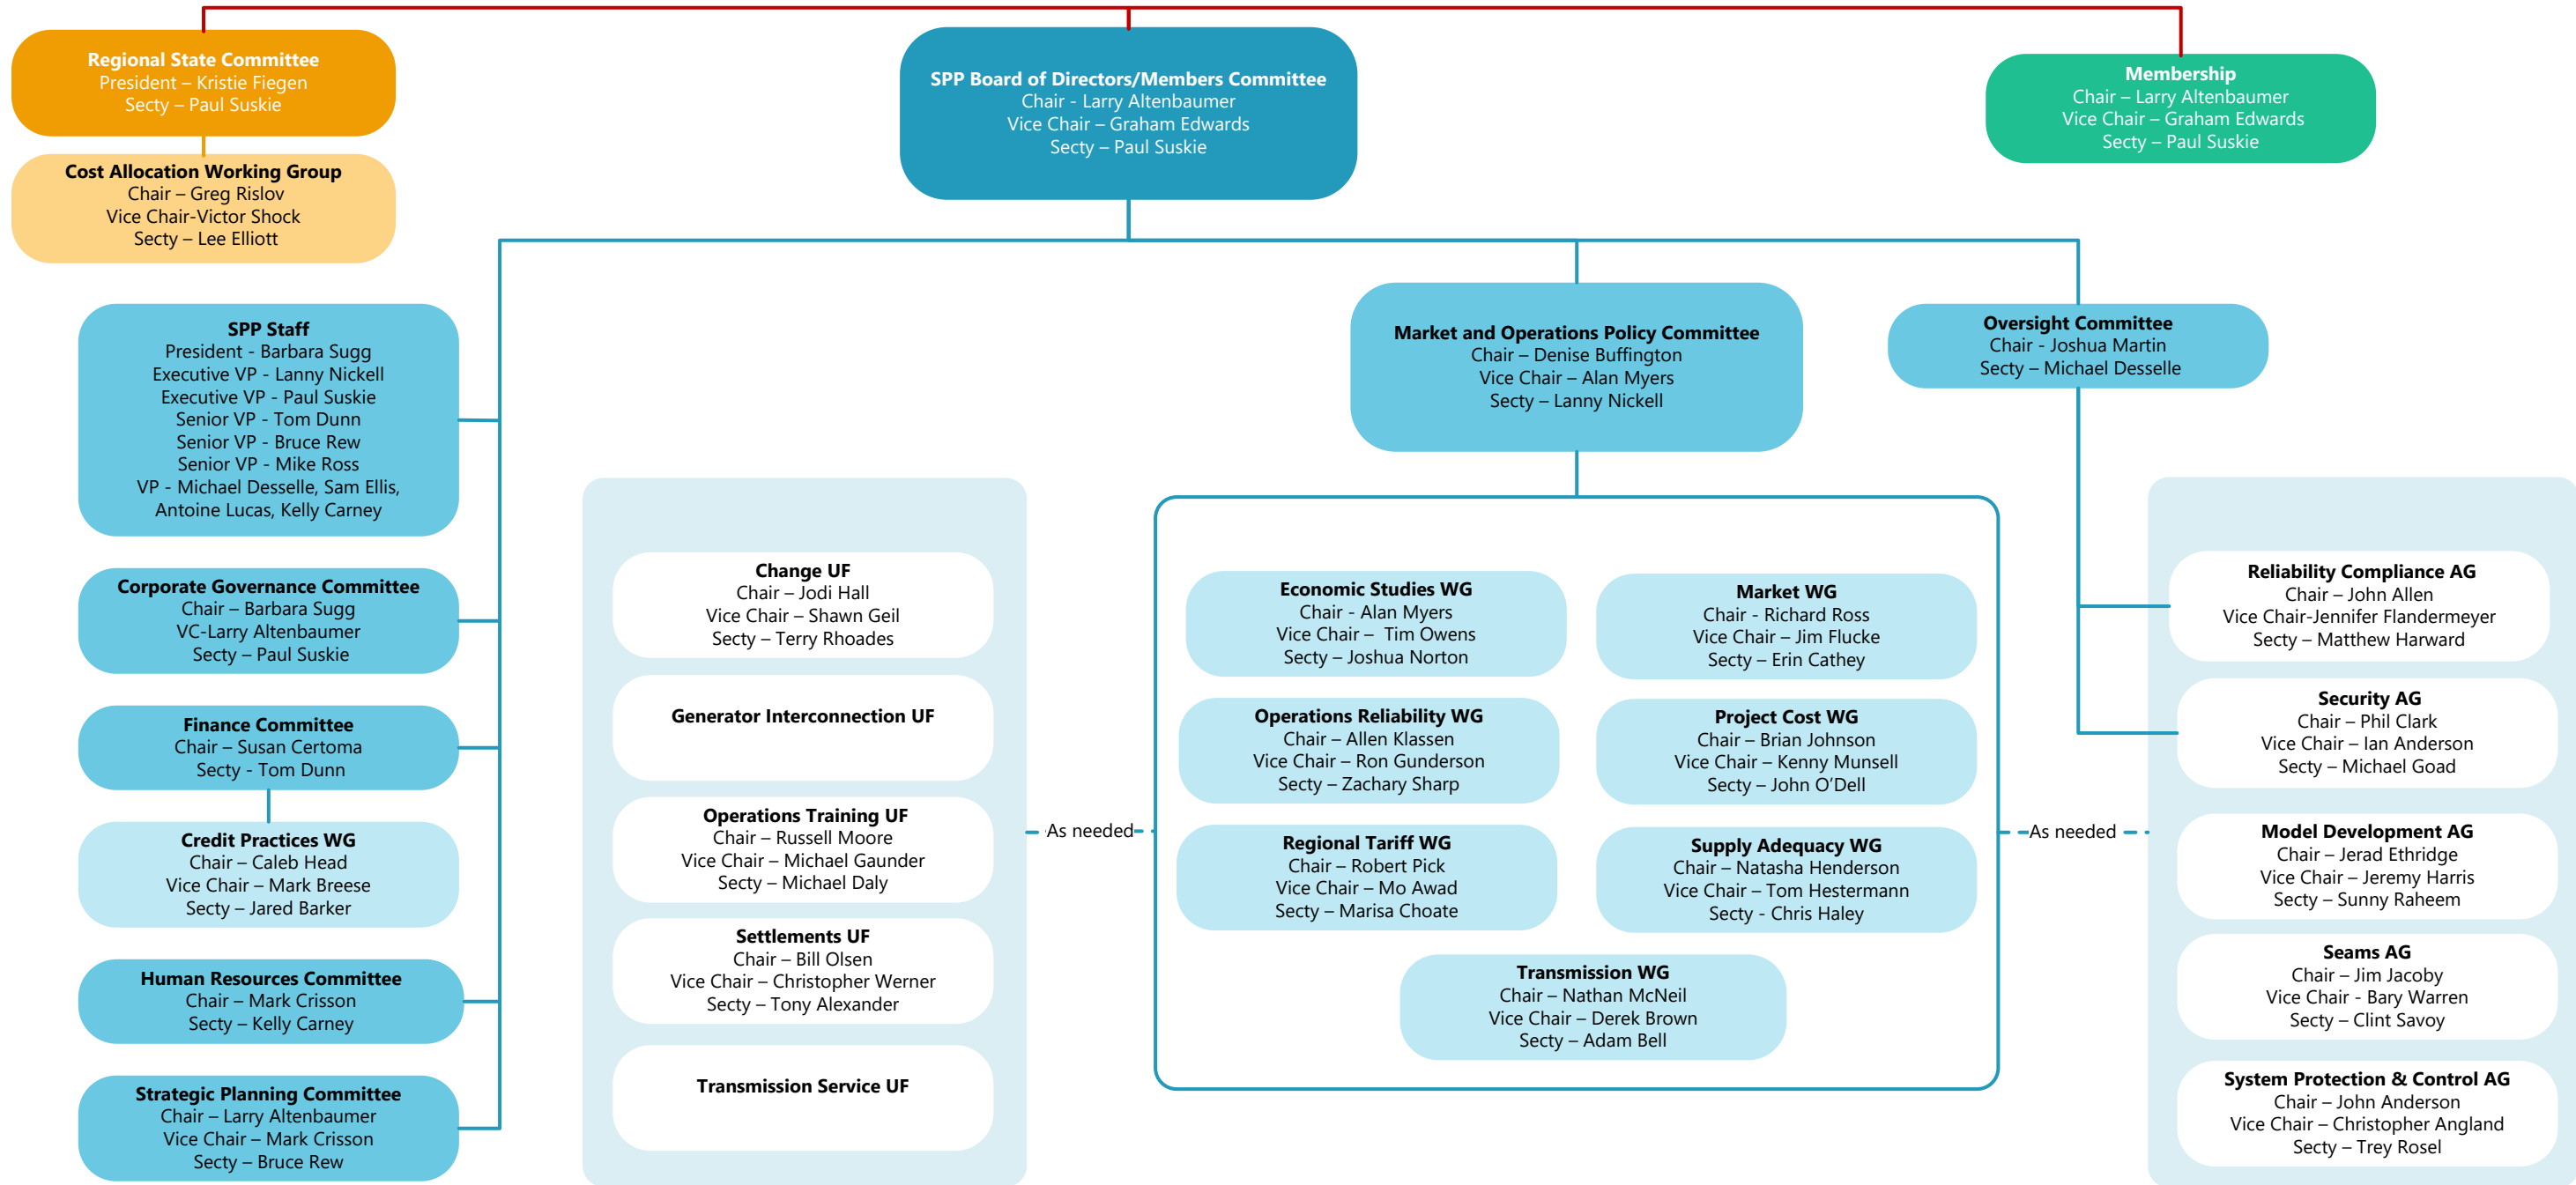 Regional State Committee
President – Kristie Fiegen
Secty – Paul Suskie
SPP Board of Directors/Members Committee
Chair - Larry Altenbaumer
Vice Chair – Graham Edwards
Secty – Paul Suskie
Membership
Chair – Larry Altenbaumer
Vice Chair – Graham Edwards
Secty – Paul Suskie
Cost Allocation Working Group
Chair – Greg Rislov
Vice Chair-Victor Shock
Secty – Lee Elliott
SPP Staff
President - Barbara Sugg
Executive VP - Lanny Nickell
Executive VP - Paul Suskie
Senior VP - Tom Dunn
Senior VP - Bruce Rew
Senior VP - Mike Ross
VP - Michael Desselle, Sam Ellis,
Antoine Lucas, Kelly Carney
Corporate Governance Committee
Chair – Barbara Sugg
VC-Larry Altenbaumer
Secty – Paul Suskie
Finance Committee
Chair – Susan Certoma
Secty - Tom Dunn
Credit Practices WG
Chair – Caleb Head
Vice Chair – Mark Breese
Secty – Jared Barker
Human Resources Committee
Chair – Mark Crisson
Secty – Kelly Carney
Strategic Planning Committee
Chair – Larry Altenbaumer
Vice Chair – Mark Crisson
Secty – Bruce Rew
Market and Operations Policy Committee
Chair – Denise Buffington
Vice Chair – Alan Myers
Secty – Lanny Nickell
Oversight Committee
Chair - Joshua Martin
Secty – Michael Desselle
Change UF
Chair – Jodi Hall
Vice Chair – Shawn Geil
Secty – Terry Rhoades
Generator Interconnection UF
Operations Training UF
Chair – Russell Moore
Vice Chair – Michael Gaunder
Secty – Michael Daly
Settlements UF
Chair – Bill Olsen
Vice Chair – Christopher Werner
Secty – Tony Alexander
Transmission Service UF
As needed
Economic Studies WG
Chair - Alan Myers
Vice Chair – Tim Owens
Secty – Joshua Norton
Market WG
Chair - Richard Ross
Vice Chair – Jim Flucke
Secty – Erin Cathey
Operations Reliability WG
Chair – Allen Klassen
Vice Chair – Ron Gunderson
Secty – Zachary Sharp
Project Cost WG
Chair – Brian Johnson
Vice Chair – Kenny Munsell
Secty – John O’Dell
Regional Tariff WG
Chair – Robert Pick
Vice Chair – Mo Awad
Secty – Marisa Choate
Supply Adequacy WG
Chair – Natasha Henderson
Vice Chair – Tom Hestermann
Secty - Chris Haley
Transmission WG
Chair – Nathan McNeil
Vice Chair – Derek Brown
Secty – Adam Bell
As needed
Reliability Compliance AG
Chair – John Allen
Vice Chair-Jennifer Flandermeyer
Secty – Matthew Harward
Security AG
Chair – Phil Clark
Vice Chair – Ian Anderson
Secty – Michael Goad
Model Development AG
Chair – Jerad Ethridge
Vice Chair – Jeremy Harris
Secty – Sunny Raheem
Seams AG
Chair – Jim Jacoby
Vice Chair - Bary Warren
Secty – Clint Savoy
System Protection & Control AG
Chair – John Anderson
Vice Chair – Christopher Angland
Secty – Trey Rosel